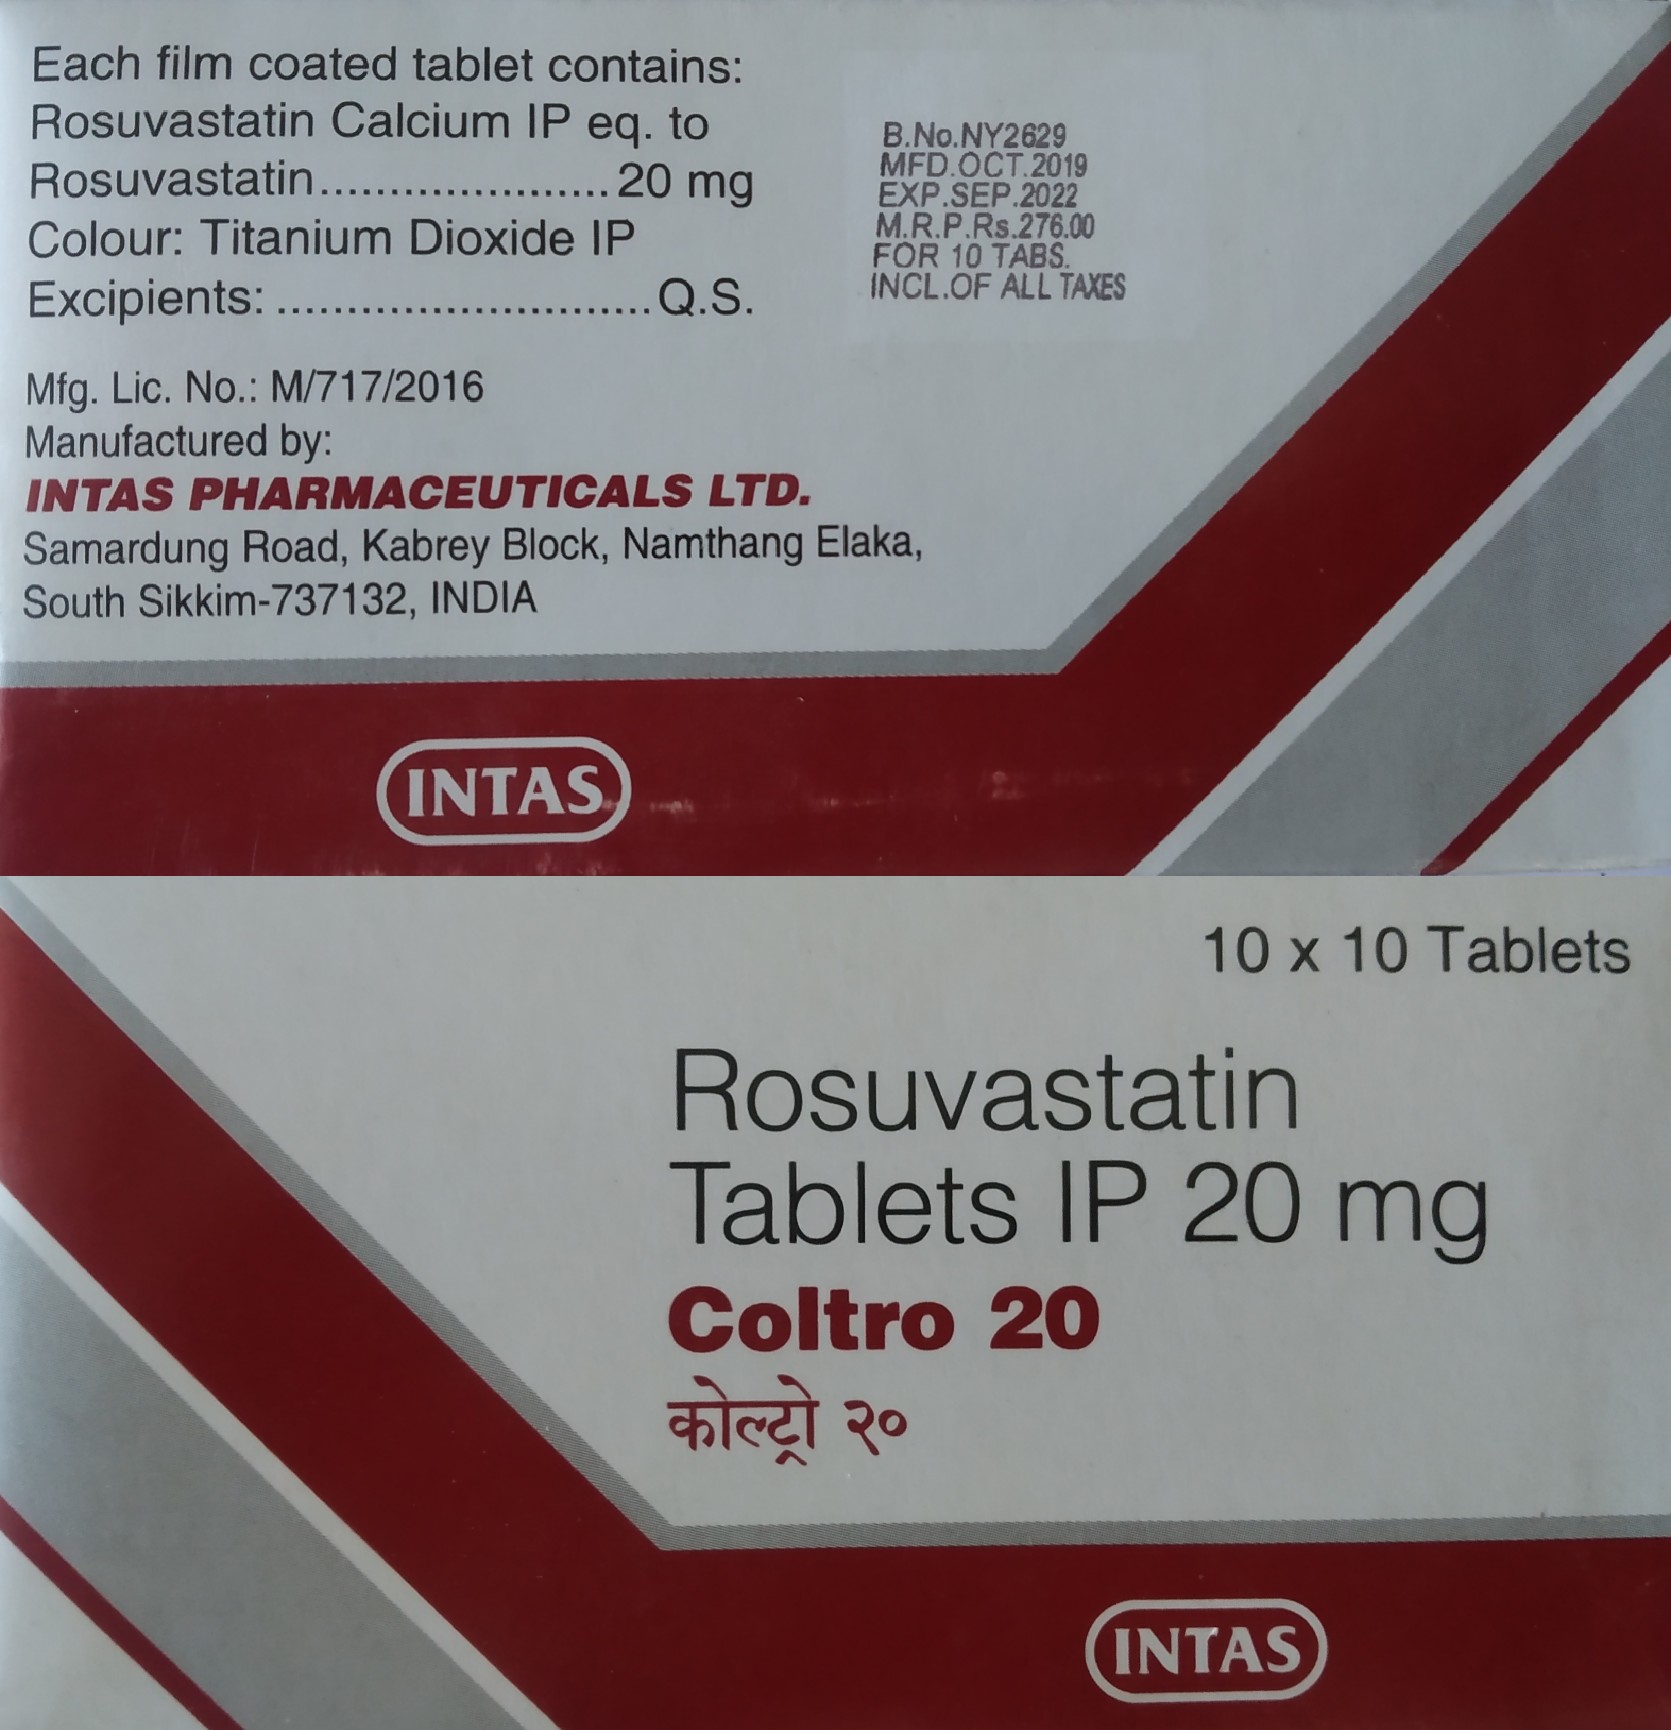 Each film coated tablet contains:
Rosuvastatin Calcium IP eq. to
Rosuvastatin.....................20 mg
Colour: Titanium Dioxide IP
Excipients: ...........................Q.S.
B.No.NY2629
MFD.OCT.2019
EXP.SEP.2022
M.R.P.Rs.276.00
FOR 10 TABS.
INCL.OF ALL TAXES
Mfg. Lic. No.: M/717/2016
Manufactured by:
INTAS PHARMACEUTICALS LTD.
Samardung Road, Kabrey Block, Namthang Elaka,
South Sikkim-737132, INDIA
INTAS
10 x 10 Tablets
Rosuvastatin
Tablets IP 20 mg
Coltro 20
कोल्ट्रो २०
INTAS